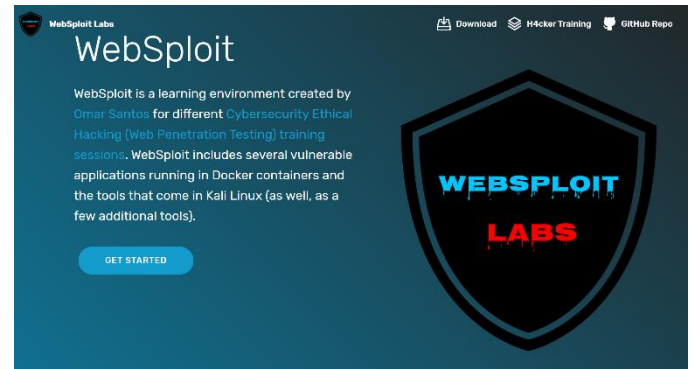 WebSploit Labs
Download
H4cker Training
GitHub Repo
WebSploit
WebSploit is a learning environment created by
Omar Santos for different Cybersecurity Ethical
Hacking (Web Penetration Testing) training
sessions. WebSploit includes several vulnerable
applications running in Docker containers and
the tools that come in Kali Linux (as well, as a
few additional tools).
GET STARTED
WEBSPLOIT
LABS